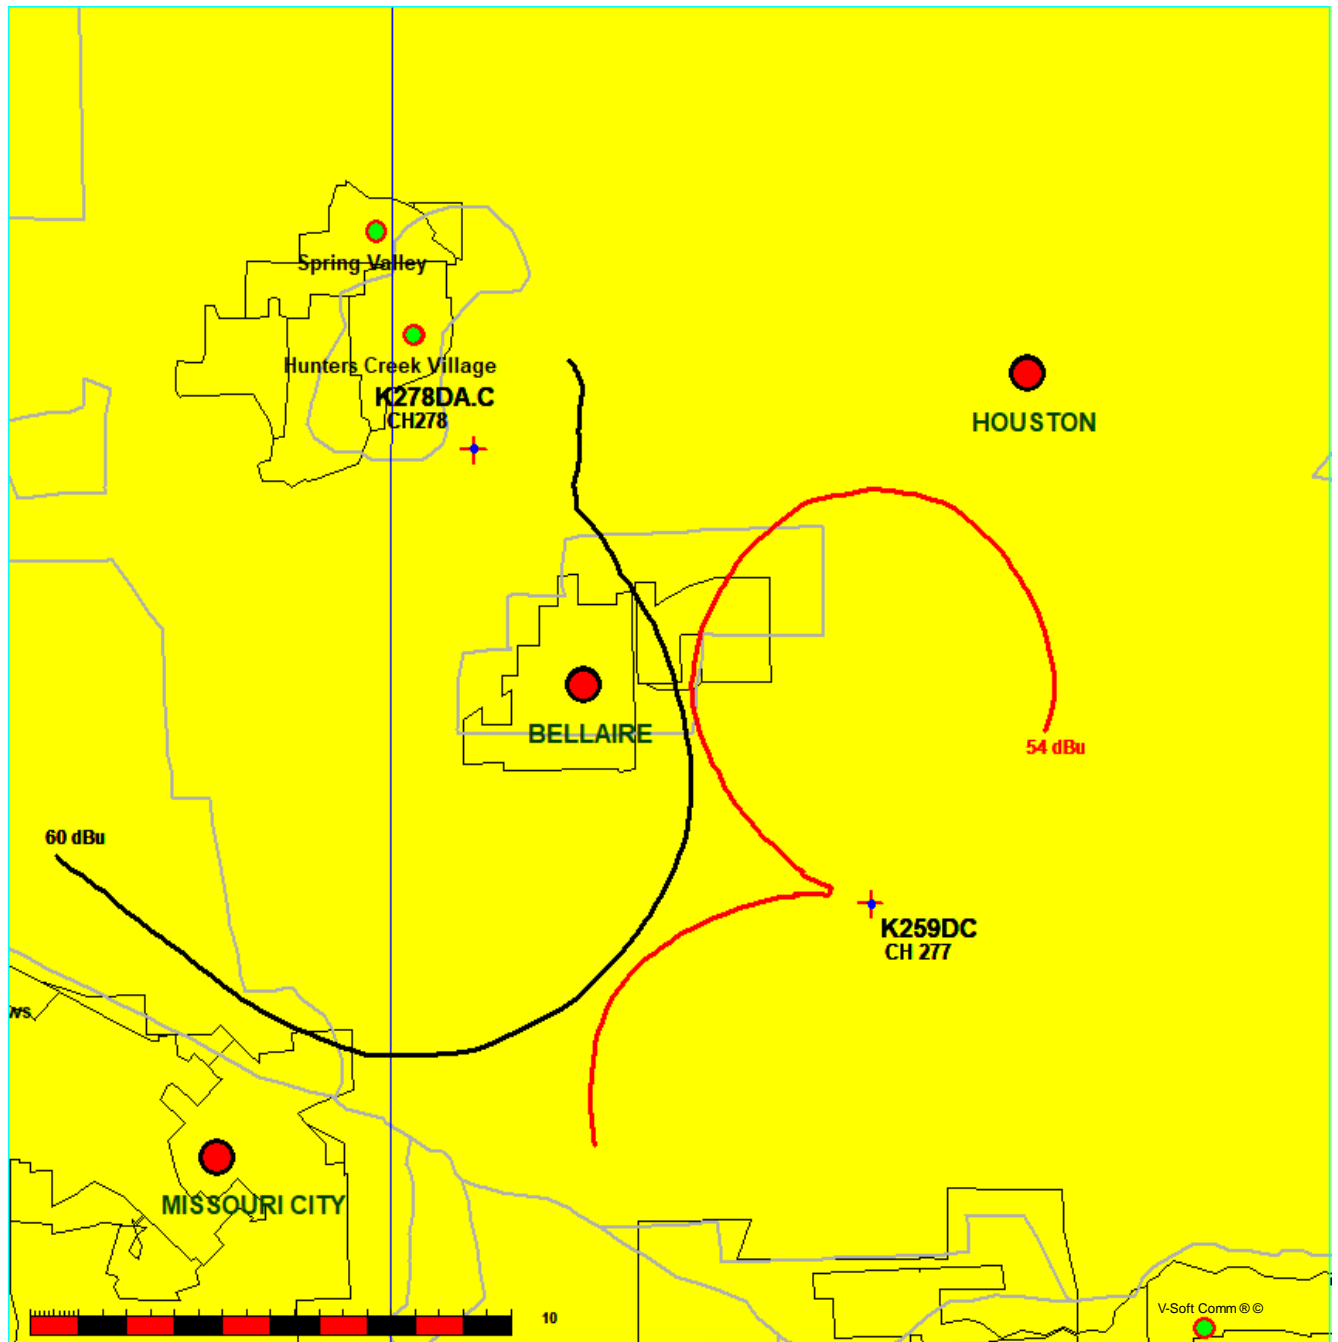 Spring Valley
Hunters Creek Village
K278DA.C
CH278
HOUSTON
BELLAIRE
54 dBu
60 dBu
K259DC
CH 277
ws
MISSOURI CITY
V-Soft Comm ® ©
10